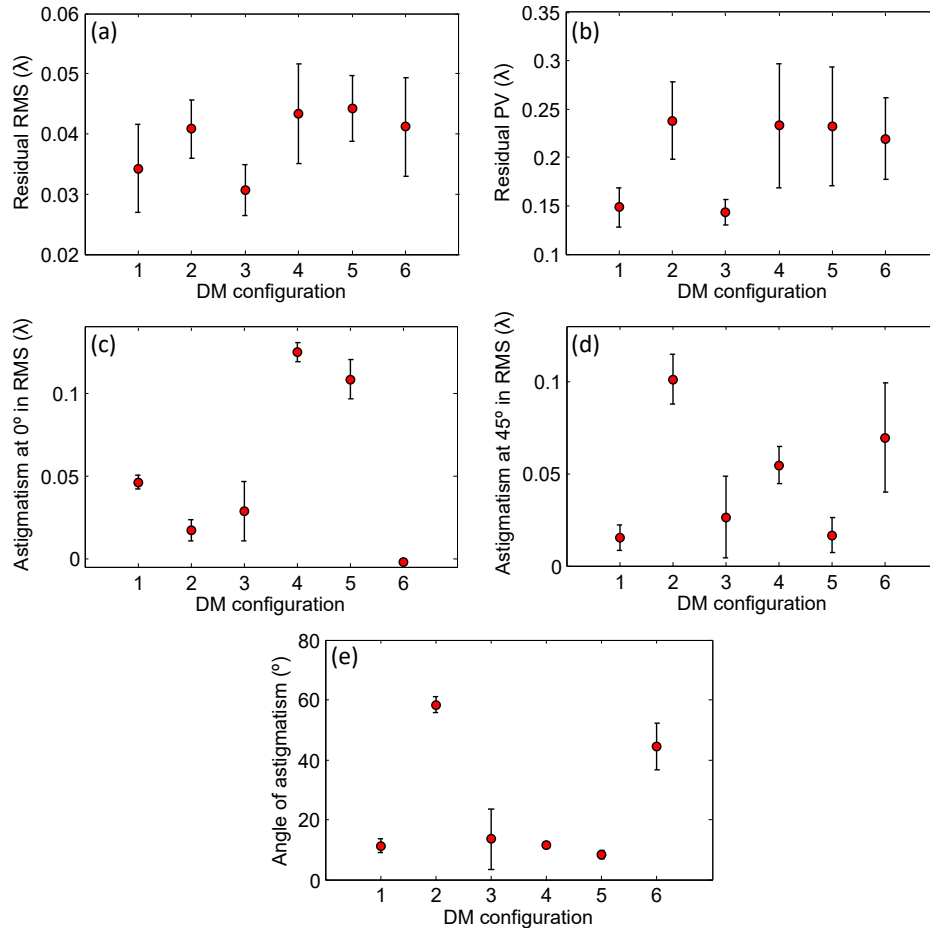 (a)
Residual RMS (λ)
0.06
0.05
0.04
0.03
0.02
1 2 3 4 5 6
DM configuration
(b)
Residual PV (λ)
0.35
0.3
0.25
0.2
0.15
0.1
1 2 3 4 5 6
DM configuration
(c)
Astigmatism at 0º in RMS (λ)
0.1
0.05
0
1 2 3 4 5 6
DM configuration
(d)
Astigmatism at 45º in RMS (λ)
0.1
0.05
0
1 2 3 4 5 6
DM configuration
(e)
Angle of astigmatism (º)
80
60
40
20
0
1 2 3 4 5 6
DM configuration